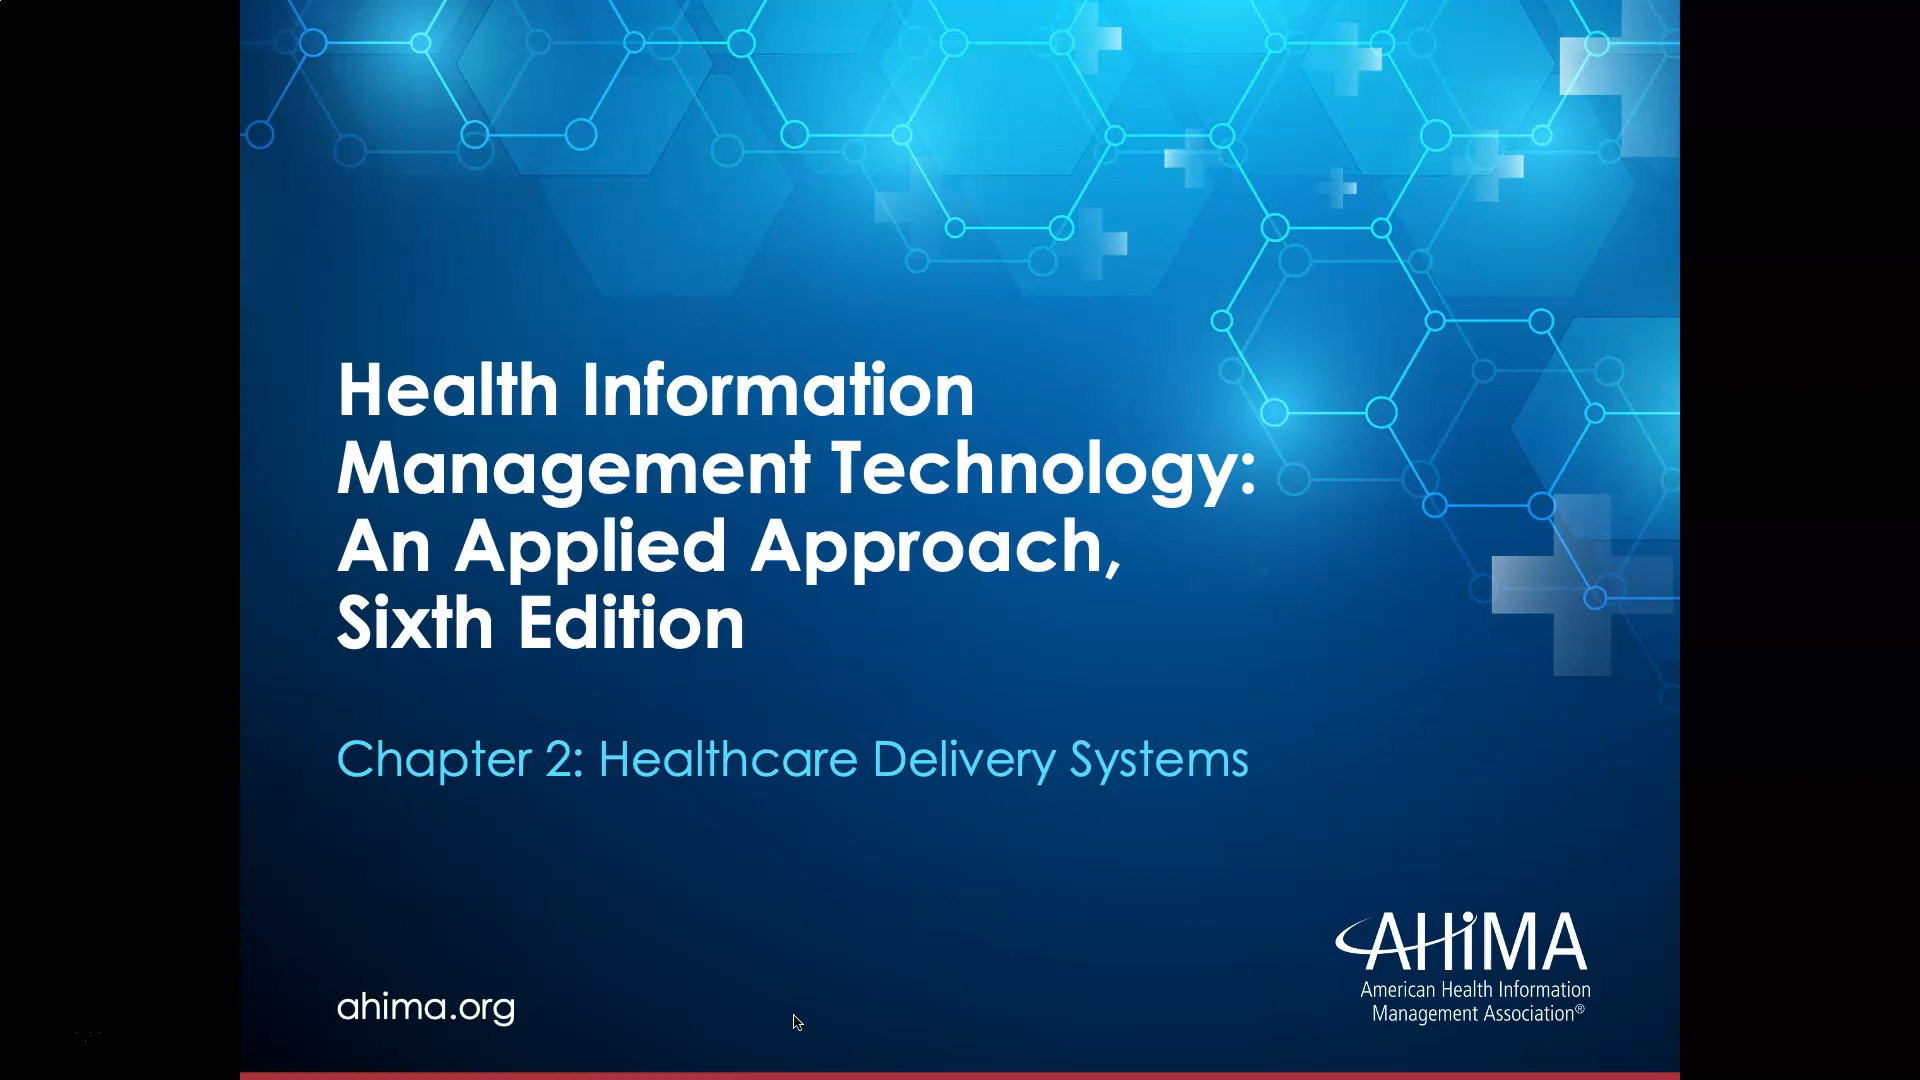 Health Information
Management Technology:
An Applied Approach,
Sixth Edition
Chapter 2: Healthcare Delivery Systems
ahima.org
AHiMA
American Health Information
Management Association®